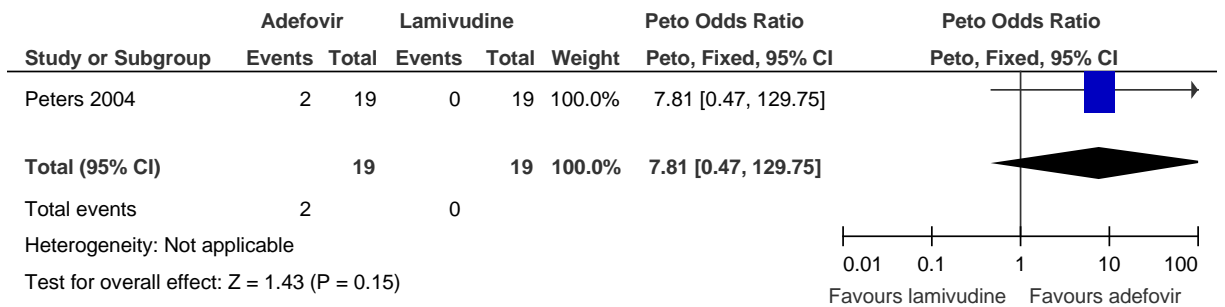 Adefovir Lamivudine Peto Odds Ratio Peto Odds Ratio
Study or Subgroup Events Total Events Total Weight Peto, Fixed, 95% CI Peto, Fixed, 95% CI
Peters 2004 2 19 0 19 100.0% 7.81 [0.47, 129.75]
Total (95% CI) 19 19 100.0% 7.81 [0.47, 129.75]
Total events 2 0
Heterogeneity: Not applicable
Test for overall effect: Z = 1.43 (P = 0.15)
0.01 0.1 1 10 100
Favours lamivudine Favours adefovir